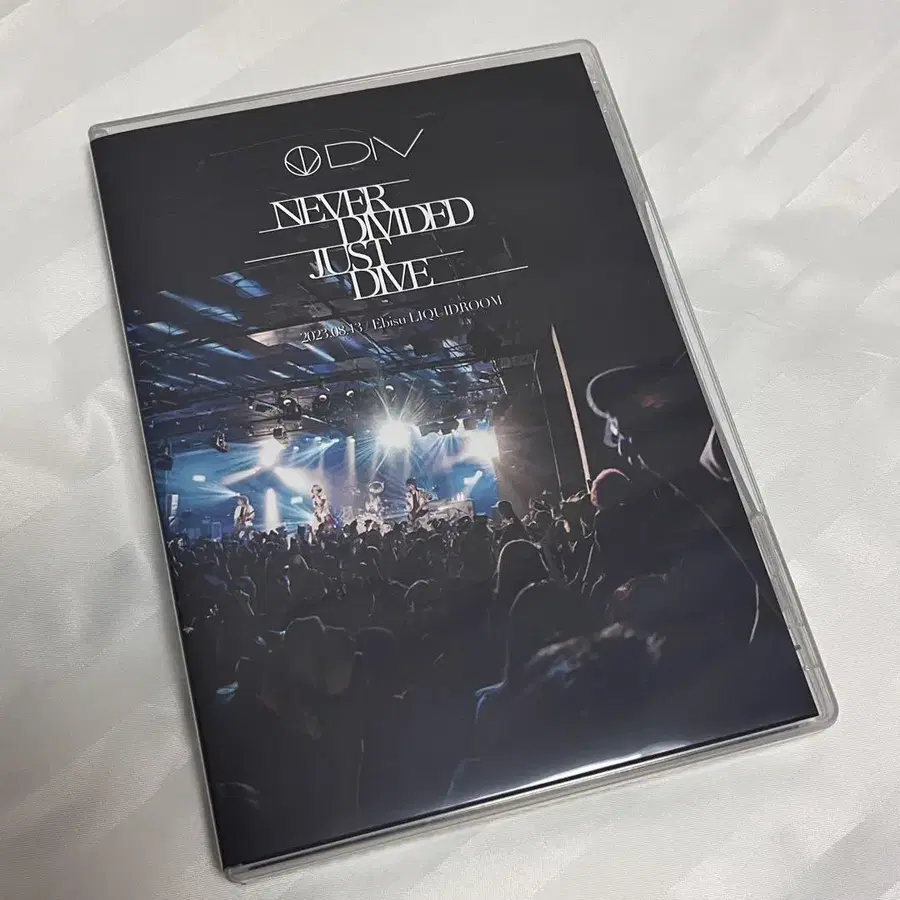 DIV
NEVER
DIVIDED
JUST
DIVE
2023.08.13 / Ebisu LIQUIDROOM